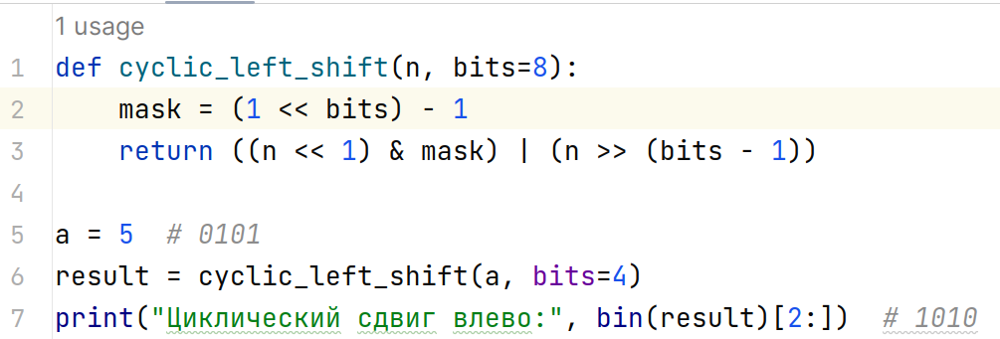 1 usage
1 def cyclic_left_shift(n, bits=8):
2     mask = (1 << bits) - 1
3     return ((n << 1) & mask) | (n >> (bits - 1))
4
5 a = 5  # 0101
6 result = cyclic_left_shift(a, bits=4)
7 print("Циклический сдвиг влево:", bin(result)[2:])  # 1010